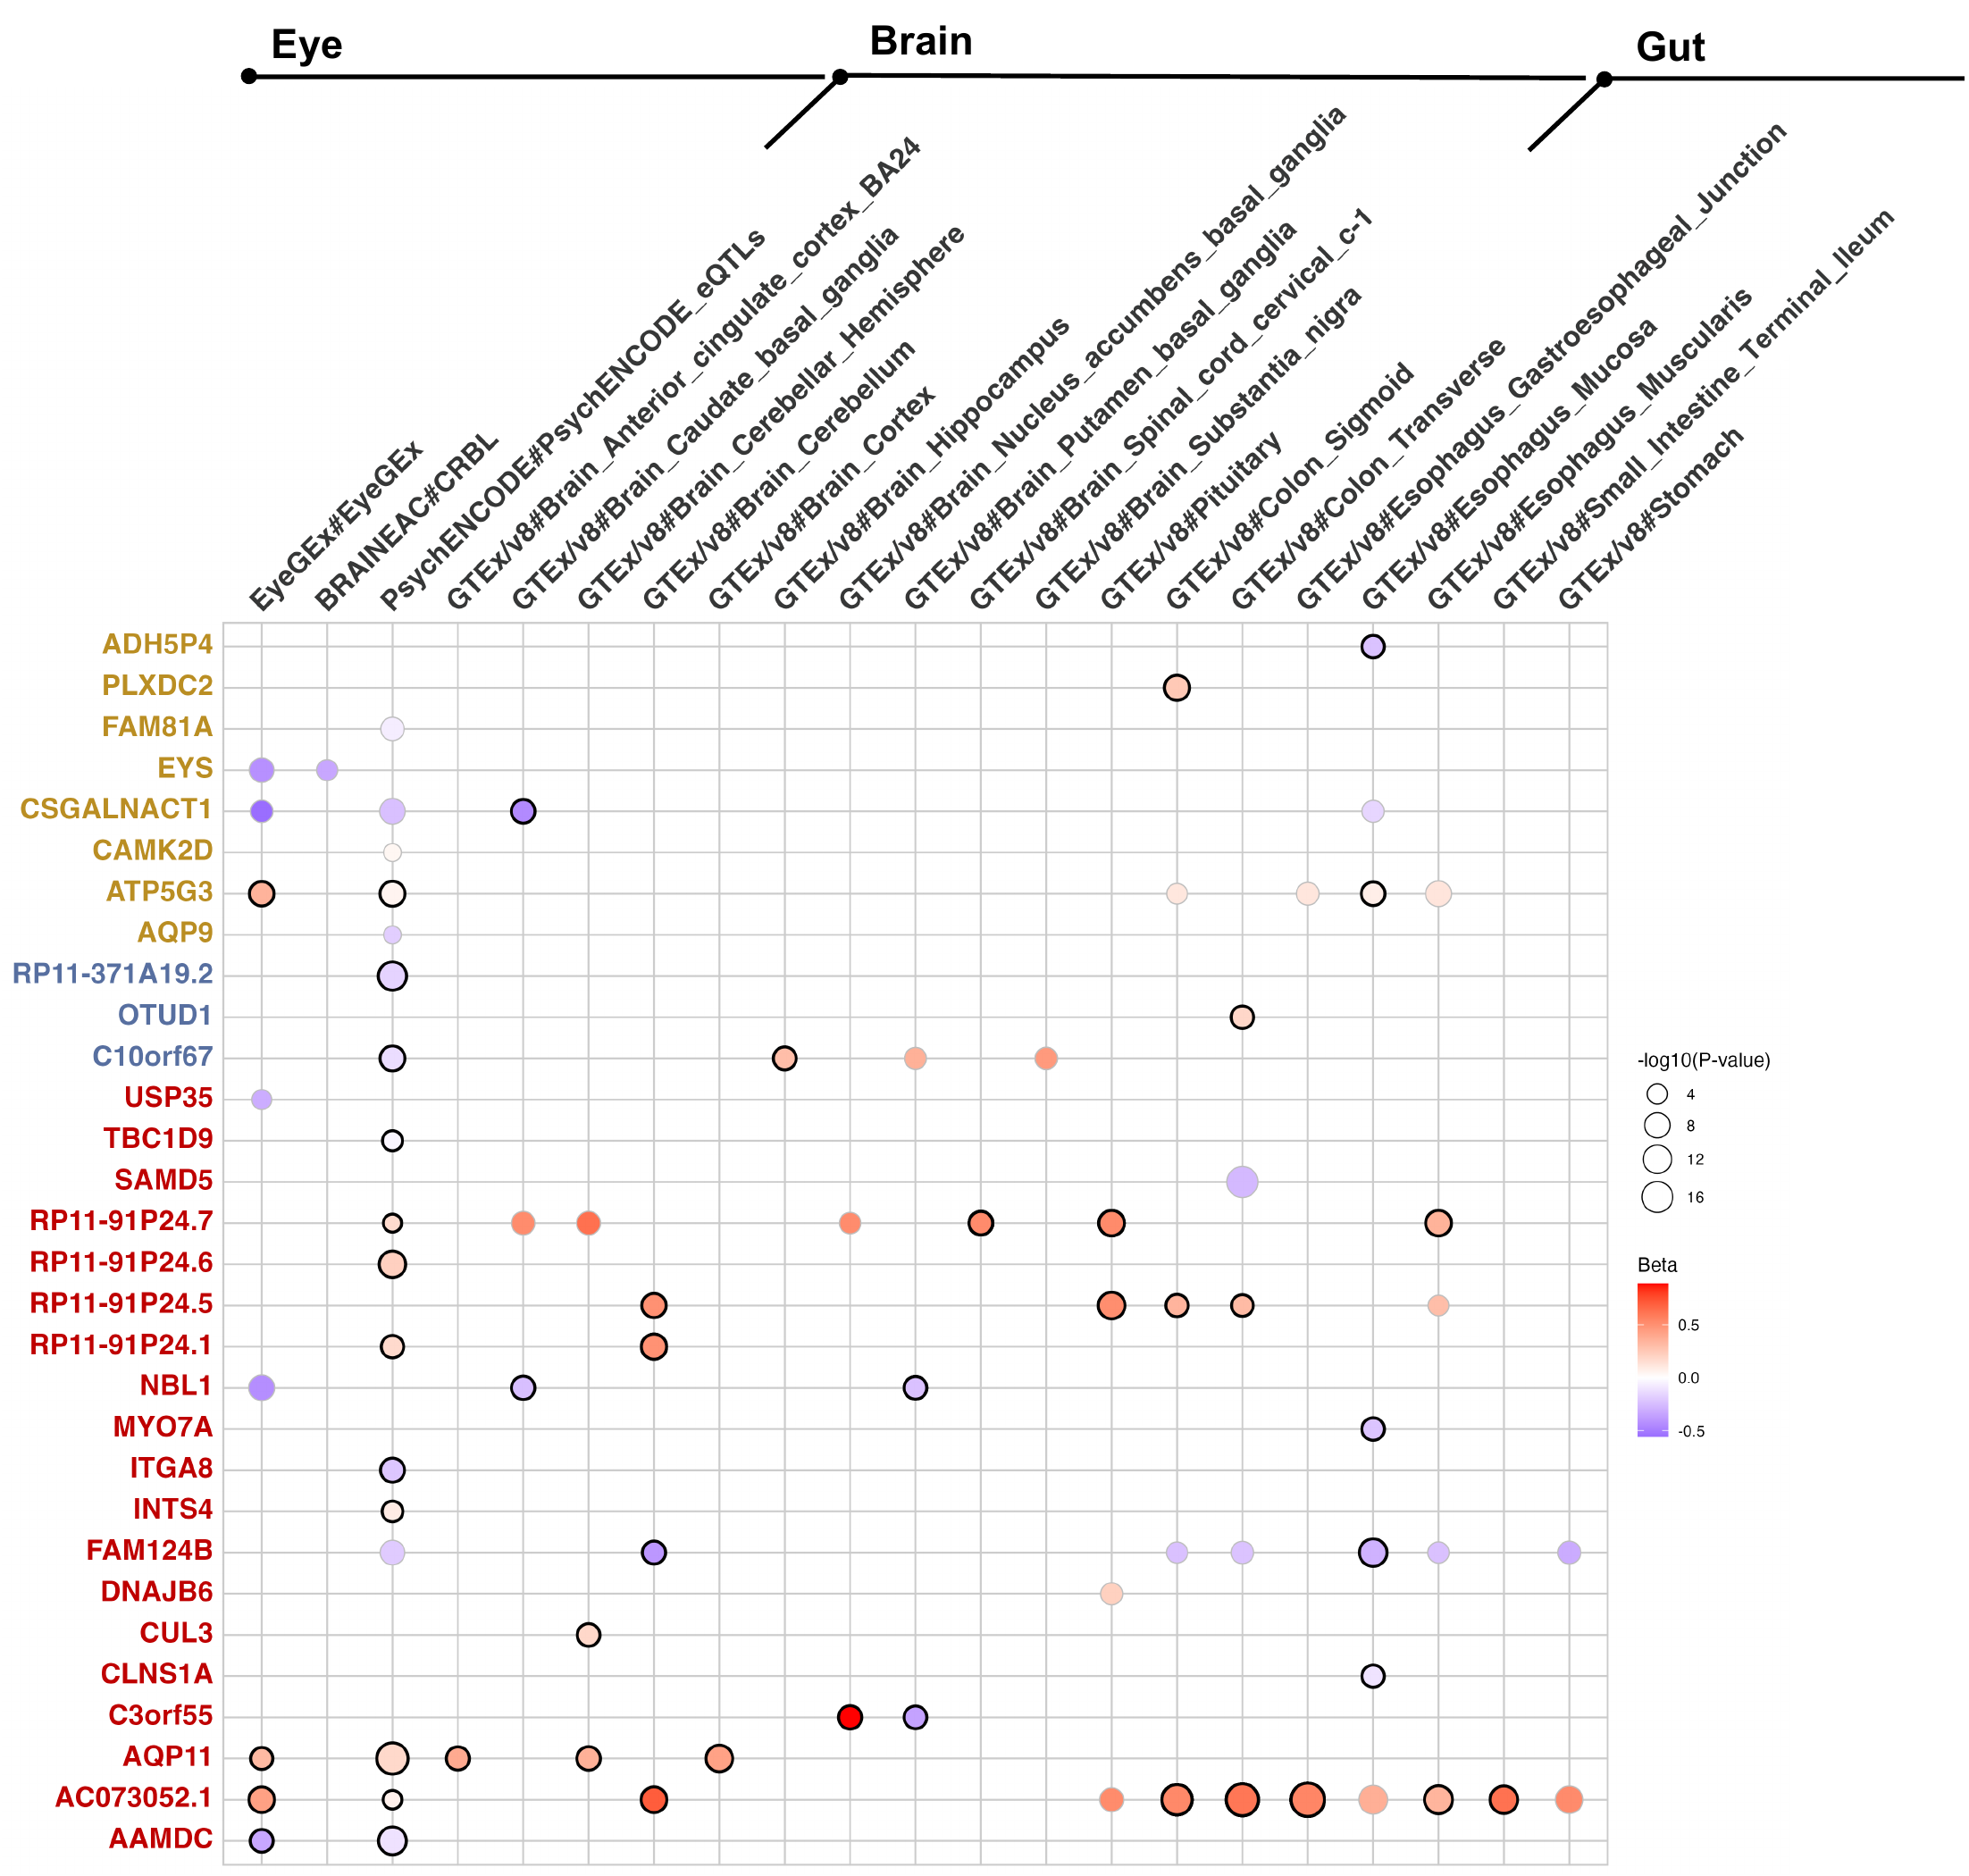 Eye
Brain
Gut
EyeGEx#EyeGEx
BRAINEAC#CRBL
PsychENCODE#PsychENCODE_eQTLs
GTEx/v8#Brain_Anterior_cingulate_cortex_BA24
GTEx/v8#Brain_Caudate_basal_ganglia
GTEx/v8#Brain_Cerebellar_Hemisphere
GTEx/v8#Brain_Cerebellum
GTEx/v8#Brain_Cortex
GTEx/v8#Brain_Hippocampus
GTEx/v8#Brain_Nucleus_accumbens_basal_ganglia
GTEx/v8#Brain_Putamen_basal_ganglia
GTEx/v8#Brain_Spinal_cord_cervical_c-1
GTEx/v8#Brain_Substantia_nigra
GTEx/v8#Pituitary
GTEx/v8#Colon_Sigmoid
GTEx/v8#Colon_Transverse
GTEx/v8#Esophagus_Gastroesophageal_Junction
GTEx/v8#Esophagus_Mucosa
GTEx/v8#Esophagus_Muscularis
GTEx/v8#Small_Intestine_Terminal_Ileum
GTEx/v8#Stomach
ADH5P4
PLXDC2
FAM81A
EYS
CSGALNACT1
CAMK2D
ATP5G3
AQP9
RP11-371A19.2
OTUD1
C10orf67
USP35
TBC1D9
SAMD5
RP11-91P24.7
RP11-91P24.6
RP11-91P24.5
RP11-91P24.1
NBL1
MYO7A
ITGA8
INTS4
FAM124B
DNAJB6
CUL3
CLNS1A
C3orf55
AQP11
AC073052.1
AAMDC
-log10(P-value)
4
8
12
16
Beta
0.5
0.0
-0.5